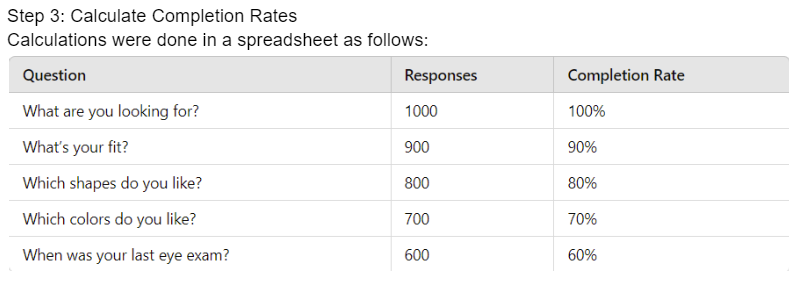 Step 3: Calculate Completion Rates
Calculations were done in a spreadsheet as follows:
Question Responses Completion Rate
What are you looking for? 1000 100%
What's your fit? 900 90%
Which shapes do you like? 800 80%
Which colors do you like? 700 70%
When was your last eye exam? 600 60%